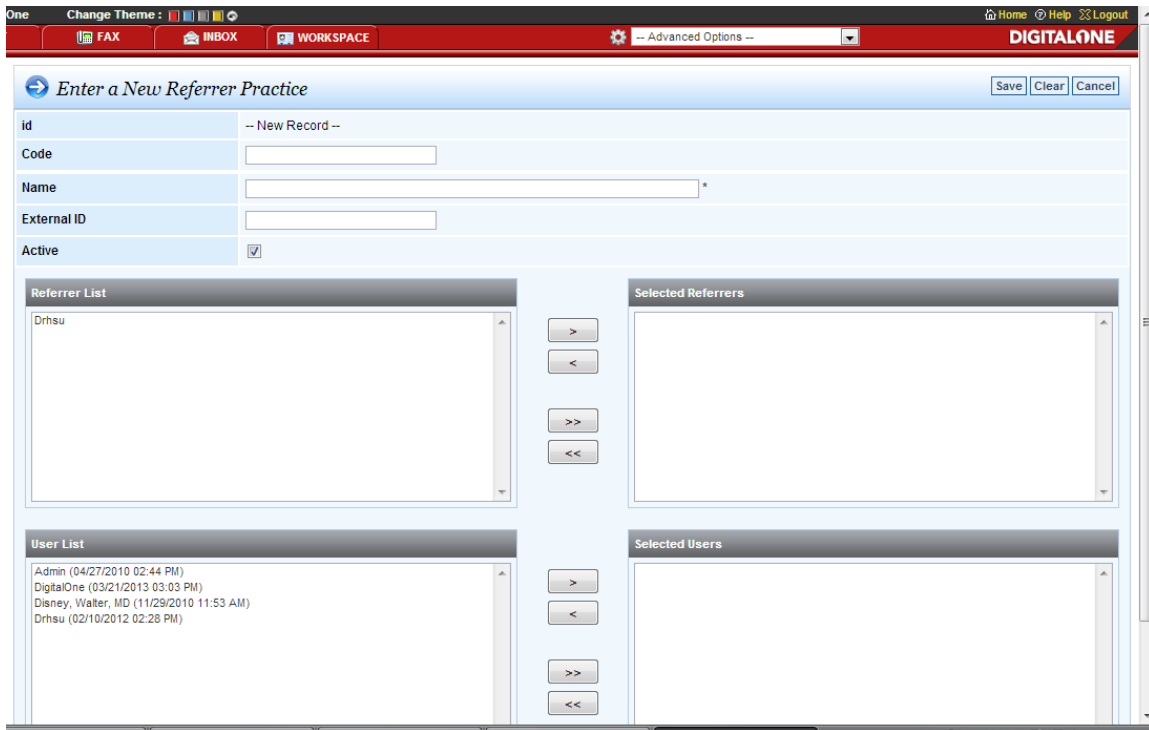 One Change Theme : Home Help Logout
FAX INBOX WORKSPACE -- Advanced Options -- DIGITALONE
Enter a New Referrer Practice Save Clear Cancel
id -- New Record --
Code
Name *
External ID
Active
Referrer List Selected Referrers
Drhsu
>
<
>>
<<
User List Selected Users
Admin (04/27/2010 02:44 PM)
DigitalOne (03/21/2013 03:03 PM)
Disney, Walter, MD (11/29/2010 11:53 AM)
Drhsu (02/10/2012 02:28 PM)
>
<
>>
<<